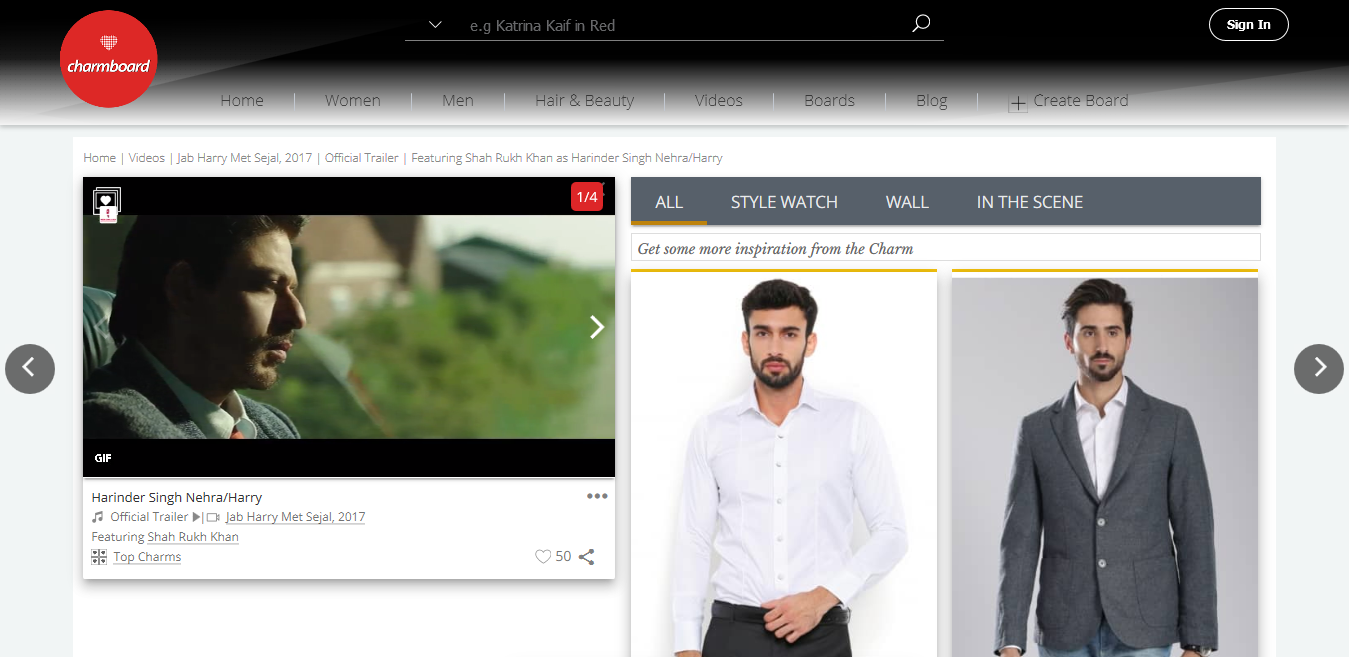 charmboard
e.g Katrina Kaif in Red
Sign In
Home
Women
Men
Hair & Beauty
Videos
Boards
Blog
Create Board
Home | Videos | Jab Harry Met Sejal, 2017 | Official Trailer | Featuring Shah Rukh Khan as Harinder Singh Nehra/Harry
1/4
GIF
Harinder Singh Nehra/Harry
Official Trailer
Jab Harry Met Sejal, 2017
Featuring Shah Rukh Khan
Top Charms
50
ALL
STYLE WATCH
WALL
IN THE SCENE
Get some more inspiration from the Charm